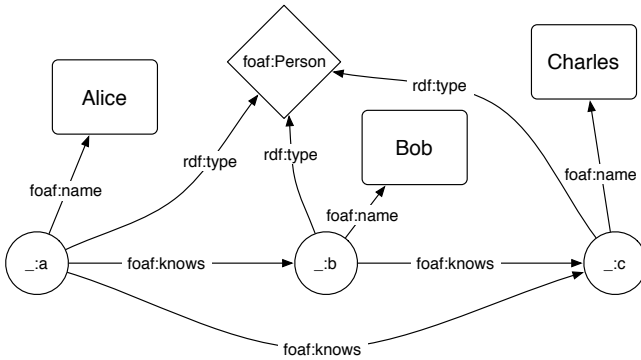 foaf:Person
Charles
Alice
rdf:type
Bob
rdf:type
rdf:type
foaf:name
foaf:name
foaf:name
_:a
foaf:knows
_:b
foaf:knows
_:c
foaf:knows